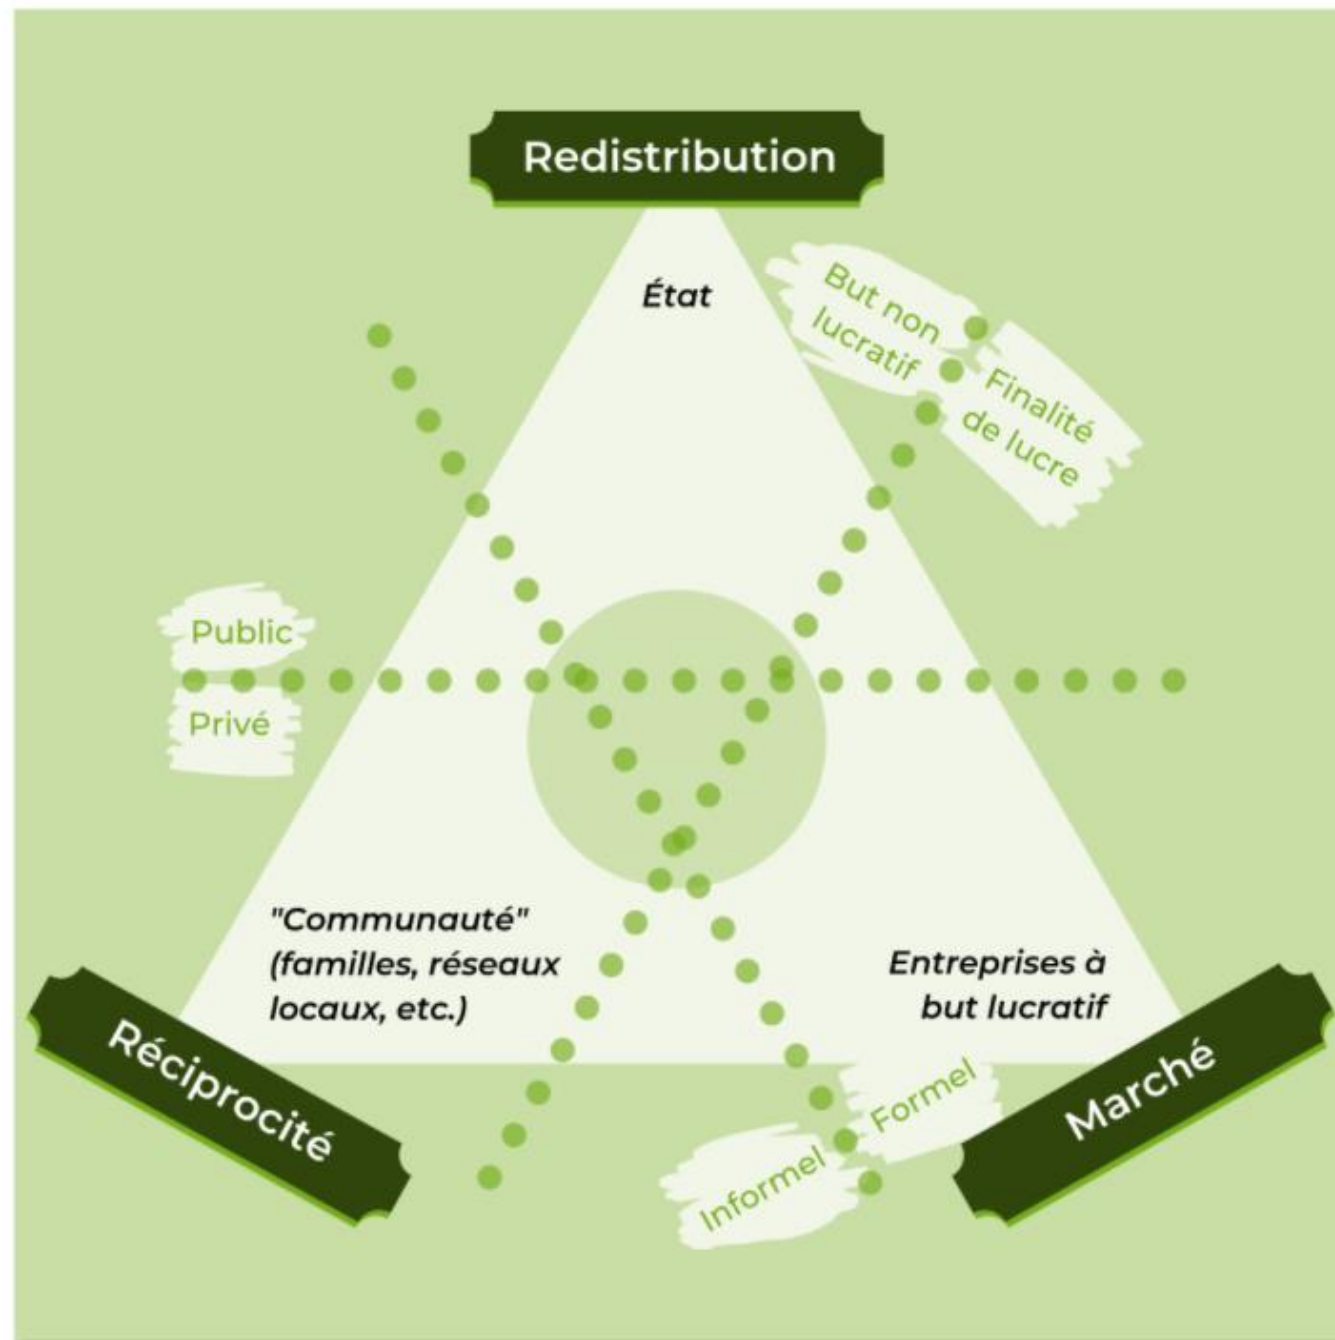 Redistribution
État
But non
lucratif
Finalité
de lucre
Public
Privé
"Communauté"
(familles, réseaux
locaux, etc.)
Entreprises à
but lucratif
Réciprocité
Marché
Formel
Informel